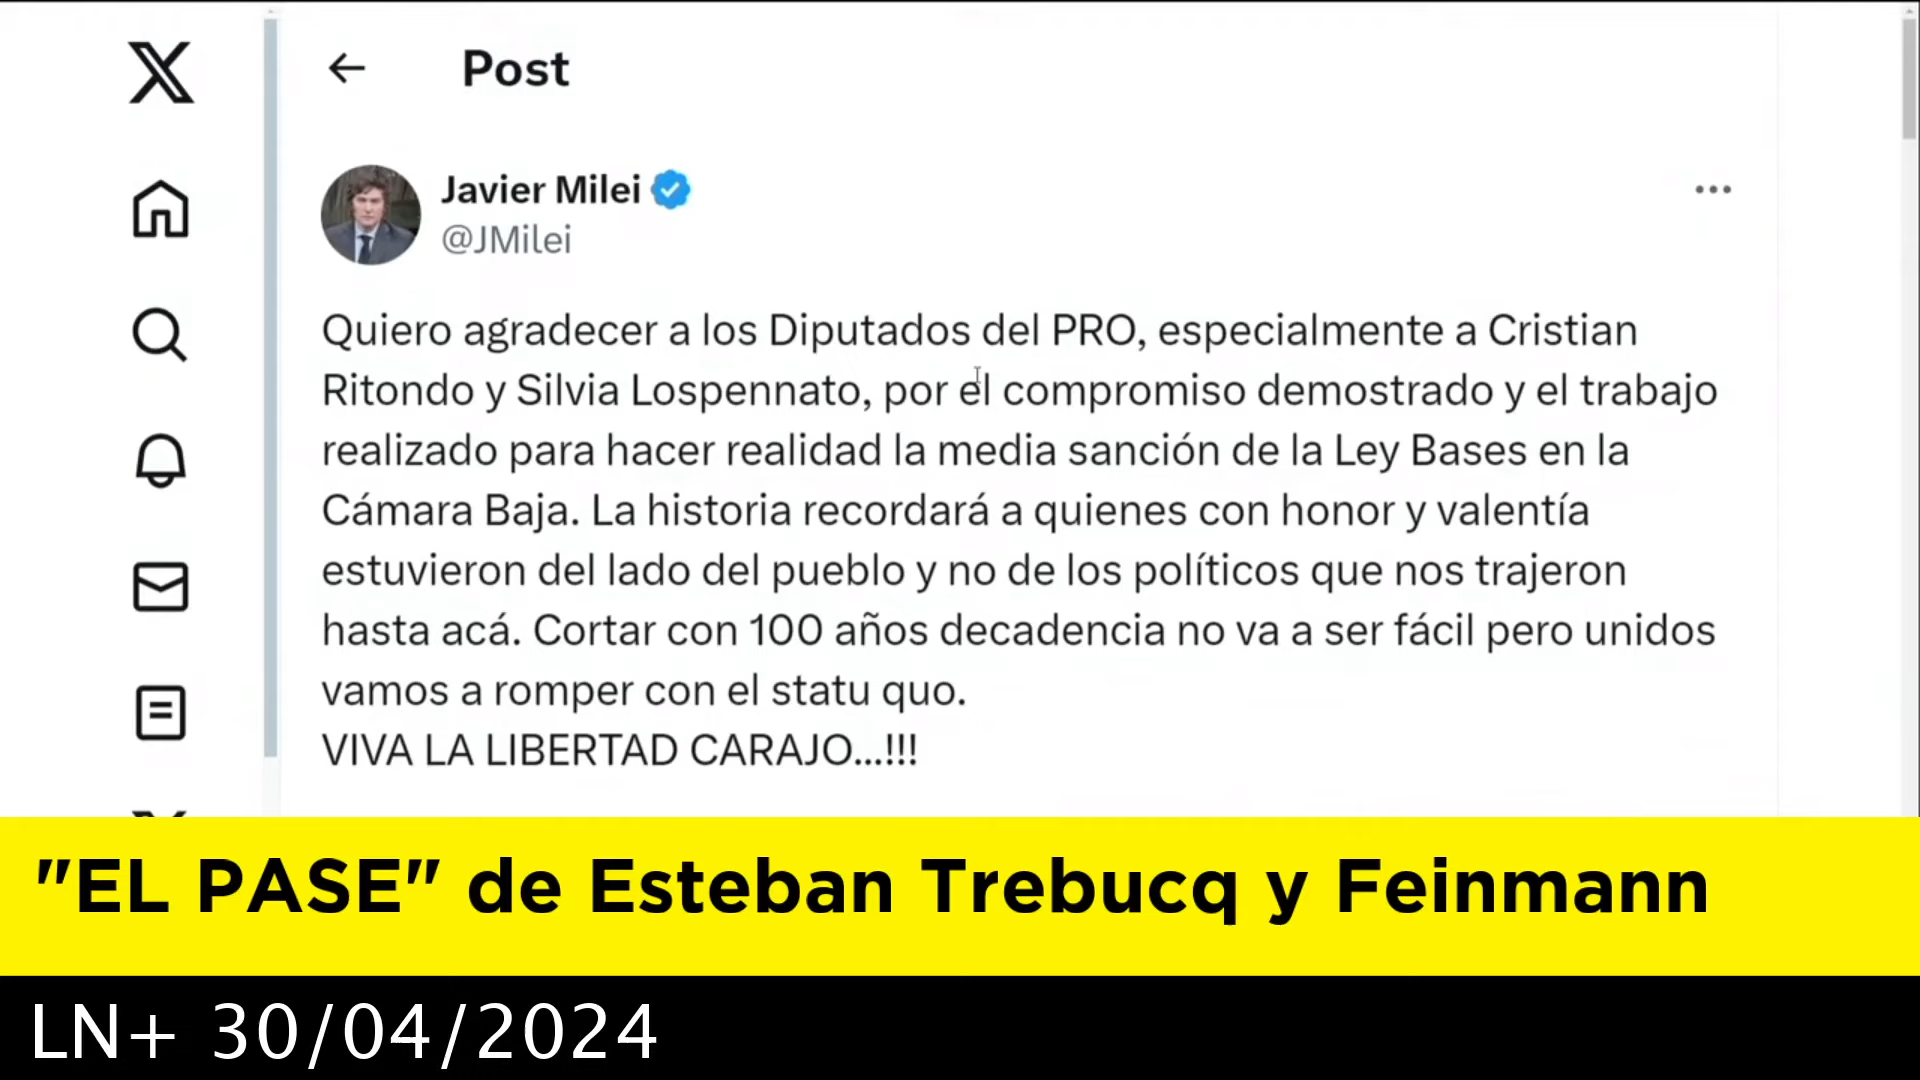 Post
Javier Milei
@JMilei
Quiero agradecer a los Diputados del PRO, especialmente a Cristian
Ritondo y Silvia Lospennato, por el compromiso demostrado y el trabajo
realizado para hacer realidad la media sanción de la Ley Bases en la
Cámara Baja. La historia recordará a quienes con honor y valentía
estuvieron del lado del pueblo y no de los políticos que nos trajeron
hasta acá. Cortar con 100 años decadencia no va a ser fácil pero unidos
vamos a romper con el statu quo.
VIVA LA LIBERTAD CARAJO...!!!
"EL PASE" de Esteban Trebucq y Feinmann
LN+ 30/04/2024